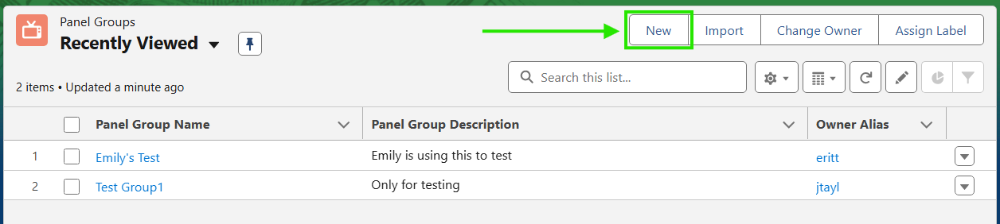 Panel Groups
Recently Viewed
New Import Change Owner Assign Label
2 items • Updated a minute ago
Search this list...
Panel Group Name Panel Group Description Owner Alias
1 Emily's Test Emily is using this to test eritt
2 Test Group1 Only for testing jtayl